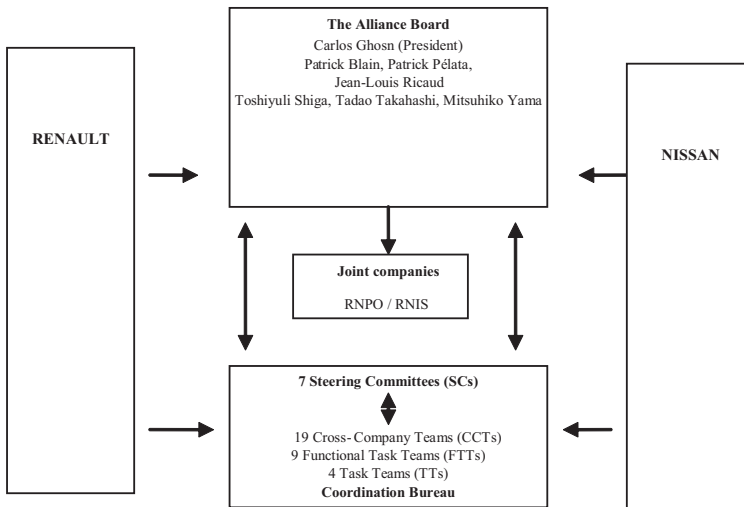 The Alliance Board
Carlos Ghosn (President)
Patrick Blain, Patrick Pélata,
Jean-Louis Ricaud
Toshiyuli Shiga, Tadao Takahashi, Mitsuhiko Yama
RENAULT
NISSAN
Joint companies
RNPO / RNIS
7 Steering Committees (SCs)
19 Cross-Company Teams (CCTs)
9 Functional Task Teams (FTTs)
4 Task Teams (TTs)
Coordination Bureau